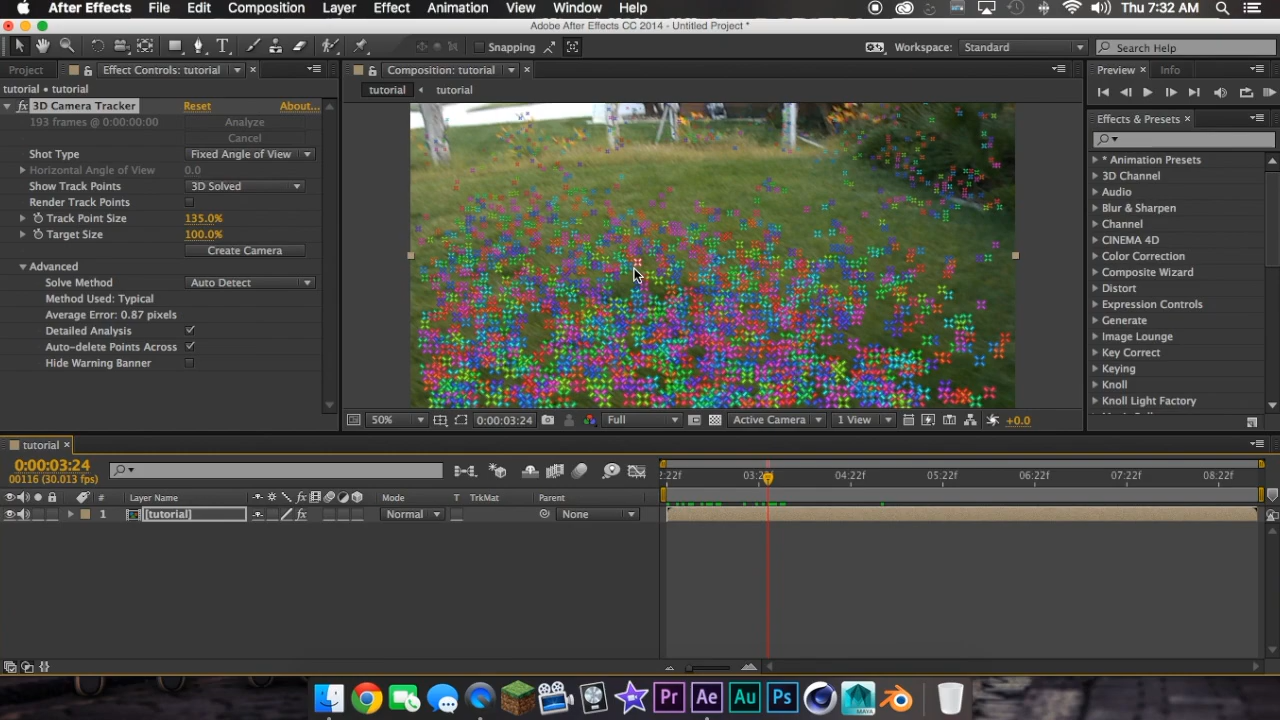 After Effects File Edit Composition Layer Effect Animation View Window Help Thu 7:32 AM
Adobe After Effects CC 2014 - Untitled Project *
Snapping Workspace: Standard Search Help
Project Effect Controls: tutorial Composition: tutorial Preview Info
tutorial • tutorial tutorial tutorial
fx 3D Camera Tracker Reset About...
193 frames @ 0:00:00:00 Analyze
Cancel
Shot Type Fixed Angle of View
Horizontal Angle of View 0.0
Show Track Points 3D Solved
Render Track Points
Track Point Size 135.0%
Target Size 100.0%
Create Camera
Advanced
Solve Method Auto Detect
Method Used: Typical
Average Error: 0.87 pixels
Detailed Analysis
Auto-delete Points Across
Hide Warning Banner
50% 0:00:03:24 Full Active Camera 1 View +0.0
Effects & Presets
* Animation Presets
3D Channel
Audio
Blur & Sharpen
Channel
CINEMA 4D
Color Correction
Composite Wizard
Distort
Expression Controls
Generate
Image Lounge
Key Correct
Keying
Knoll
Knoll Light Factory
tutorial
0:00:03:24
00116 (30.013 fps)
2:22f 03:22f 04:22f 05:22f 06:22f 07:22f 08:22f
# Layer Name fx Mode T TrkMat Parent
1 [tutorial] fx Normal None
Pr Ae Au Ps MAYA